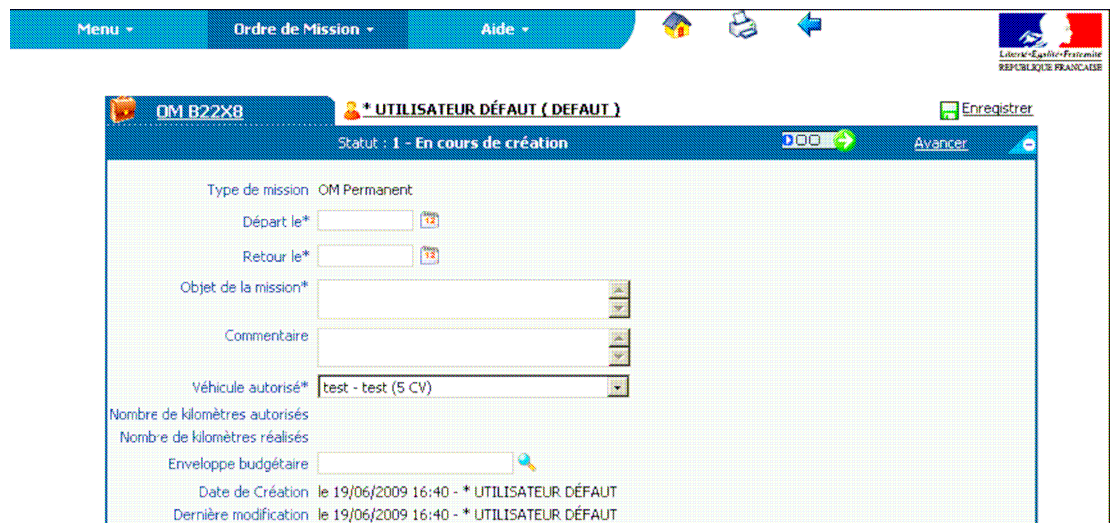 Menu Ordre de Mission Aide
Liberté • Égalité • Fraternité
RÉPUBLIQUE FRANÇAISE
OM B22X8 * UTILISATEUR DÉFAUT ( DEFAUT ) Enregistrer
Statut : 1 - En cours de création Avancer
Type de mission OM Permanent
Départ le* 12
Retour le* 12
Objet de la mission*
Commentaire
Véhicule autorisé* test - test (5 CV)
Nombre de kilomètres autorisés
Nombre de kilomètres réalisés
Enveloppe budgétaire
Date de Création le 19/06/2009 16:40 - * UTILISATEUR DÉFAUT
Dernière modification le 19/06/2009 16:40 - * UTILISATEUR DÉFAUT